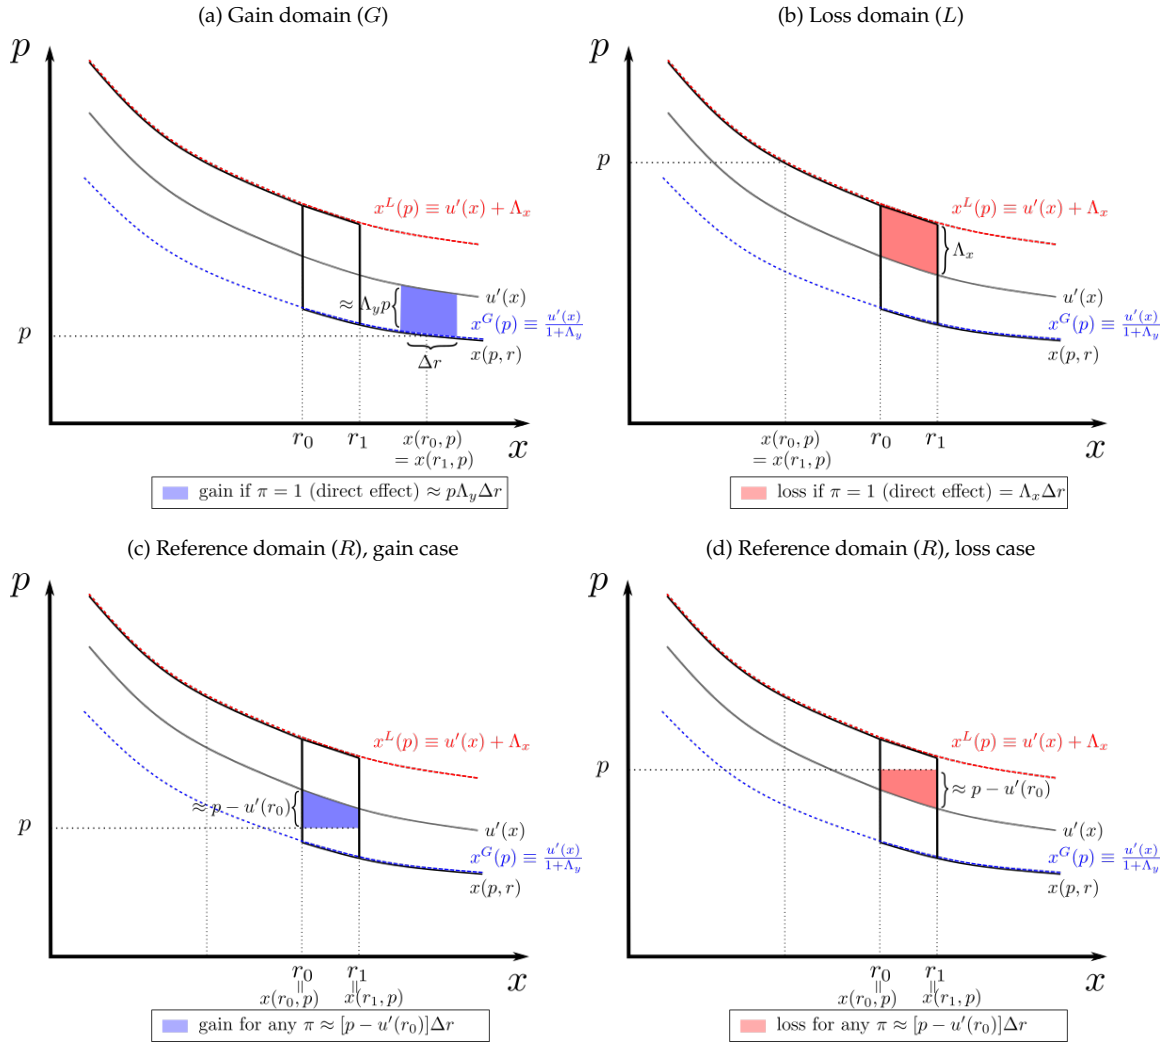 (a) Gain domain (G)
p
x^L(p) ≡ u′(x) + Λ_x
u′(x)
≈ Λ_y p
x^G(p) ≡ u′(x)/(1+Λ_y)
p
x(p, r)
Δr
r_0
r_1
x(r_0, p)
= x(r_1, p)
x
gain if π = 1 (direct effect) ≈ pΛ_yΔr
(b) Loss domain (L)
p
p
x^L(p) ≡ u′(x) + Λ_x
Λ_x
u′(x)
x^G(p) ≡ u′(x)/(1+Λ_y)
x(p, r)
x(r_0, p)
= x(r_1, p)
r_0
r_1
x
loss if π = 1 (direct effect) = Λ_xΔr
(c) Reference domain (R), gain case
p
x^L(p) ≡ u′(x) + Λ_x
≈ p − u′(r_0)
p
u′(x)
x^G(p) ≡ u′(x)/(1+Λ_y)
x(p, r)
r_0
=
x(r_0, p)
r_1
=
x(r_1, p)
x
gain for any π ≈ [p − u′(r_0)]Δr
(d) Reference domain (R), loss case
p
x^L(p) ≡ u′(x) + Λ_x
p
≈ p − u′(r_0)
u′(x)
x^G(p) ≡ u′(x)/(1+Λ_y)
x(p, r)
r_0
=
x(r_0, p)
r_1
=
x(r_1, p)
x
loss for any π ≈ [p − u′(r_0)]Δr